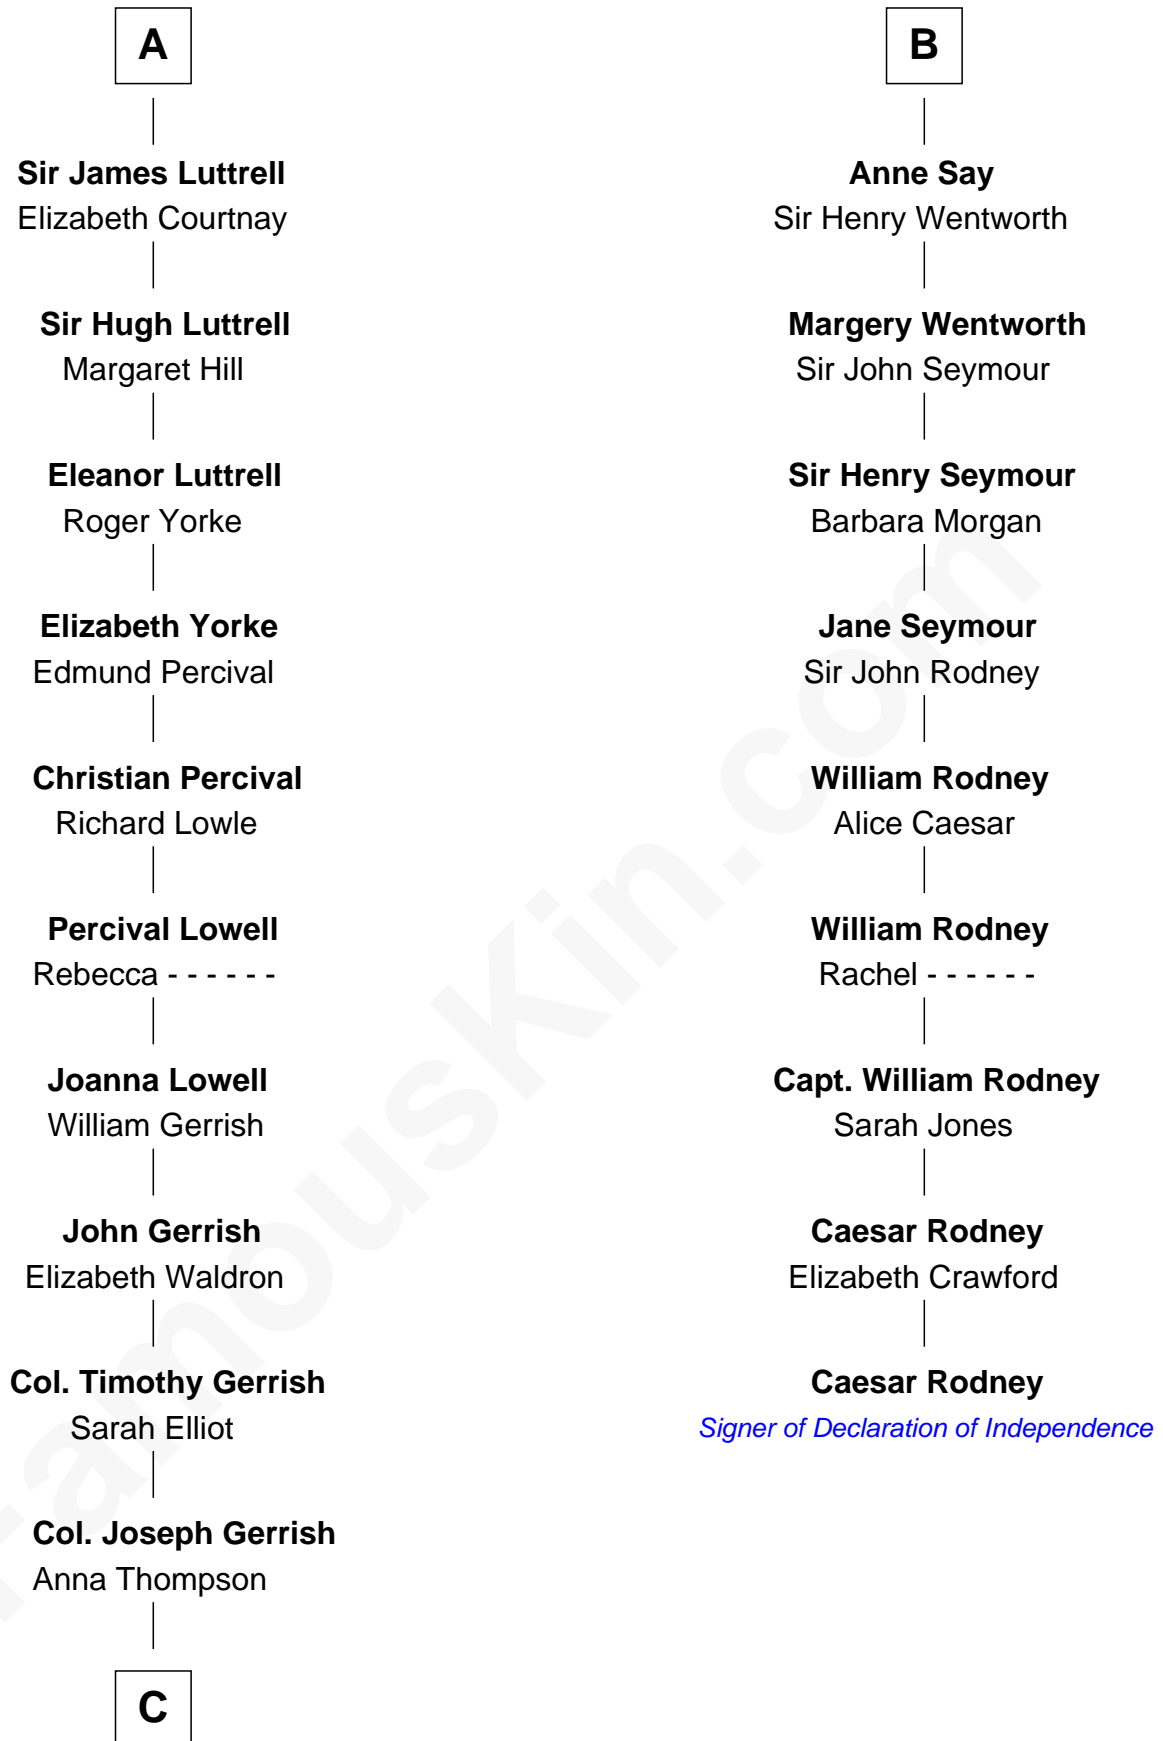 A
Sir James Luttrell
Elizabeth Courtnay
Sir Hugh Luttrell
Margaret Hill
Eleanor Luttrell
Roger Yorke
Elizabeth Yorke
Edmund Percival
Christian Percival
Richard Lowle
Percival Lowell
Rebecca - - - - - -
Joanna Lowell
William Gerrish
John Gerrish
Elizabeth Waldron
Col. Timothy Gerrish
Sarah Elliot
Col. Joseph Gerrish
Anna Thompson
C
B
Anne Say
Sir Henry Wentworth
Margery Wentworth
Sir John Seymour
Sir Henry Seymour
Barbara Morgan
Jane Seymour
Sir John Rodney
William Rodney
Alice Caesar
William Rodney
Rachel - - - - - -
Capt. William Rodney
Sarah Jones
Caesar Rodney
Elizabeth Crawford
Caesar Rodney
Signer of Declaration of Independence
FamousKin.com